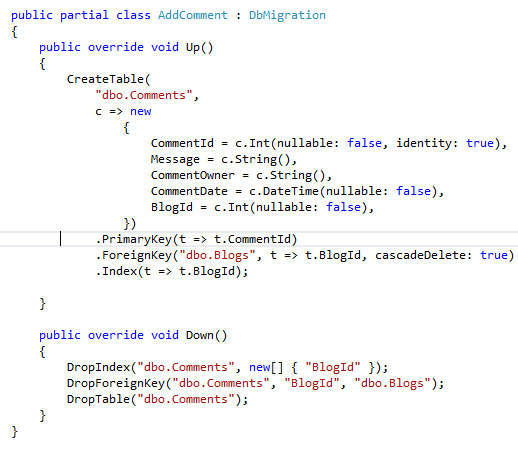 public partial class AddComment : DbMigration
{
    public override void Up()
    {
        CreateTable(
            "dbo.Comments",
            c => new
                {
                    CommentId = c.Int(nullable: false, identity: true),
                    Message = c.String(),
                    CommentOwner = c.String(),
                    CommentDate = c.DateTime(nullable: false),
                    BlogId = c.Int(nullable: false),
                })
            .PrimaryKey(t => t.CommentId)
            .ForeignKey("dbo.Blogs", t => t.BlogId, cascadeDelete: true)
            .Index(t => t.BlogId);

    }

    public override void Down()
    {
        DropIndex("dbo.Comments", new[] { "BlogId" });
        DropForeignKey("dbo.Comments", "BlogId", "dbo.Blogs");
        DropTable("dbo.Comments");
    }
}